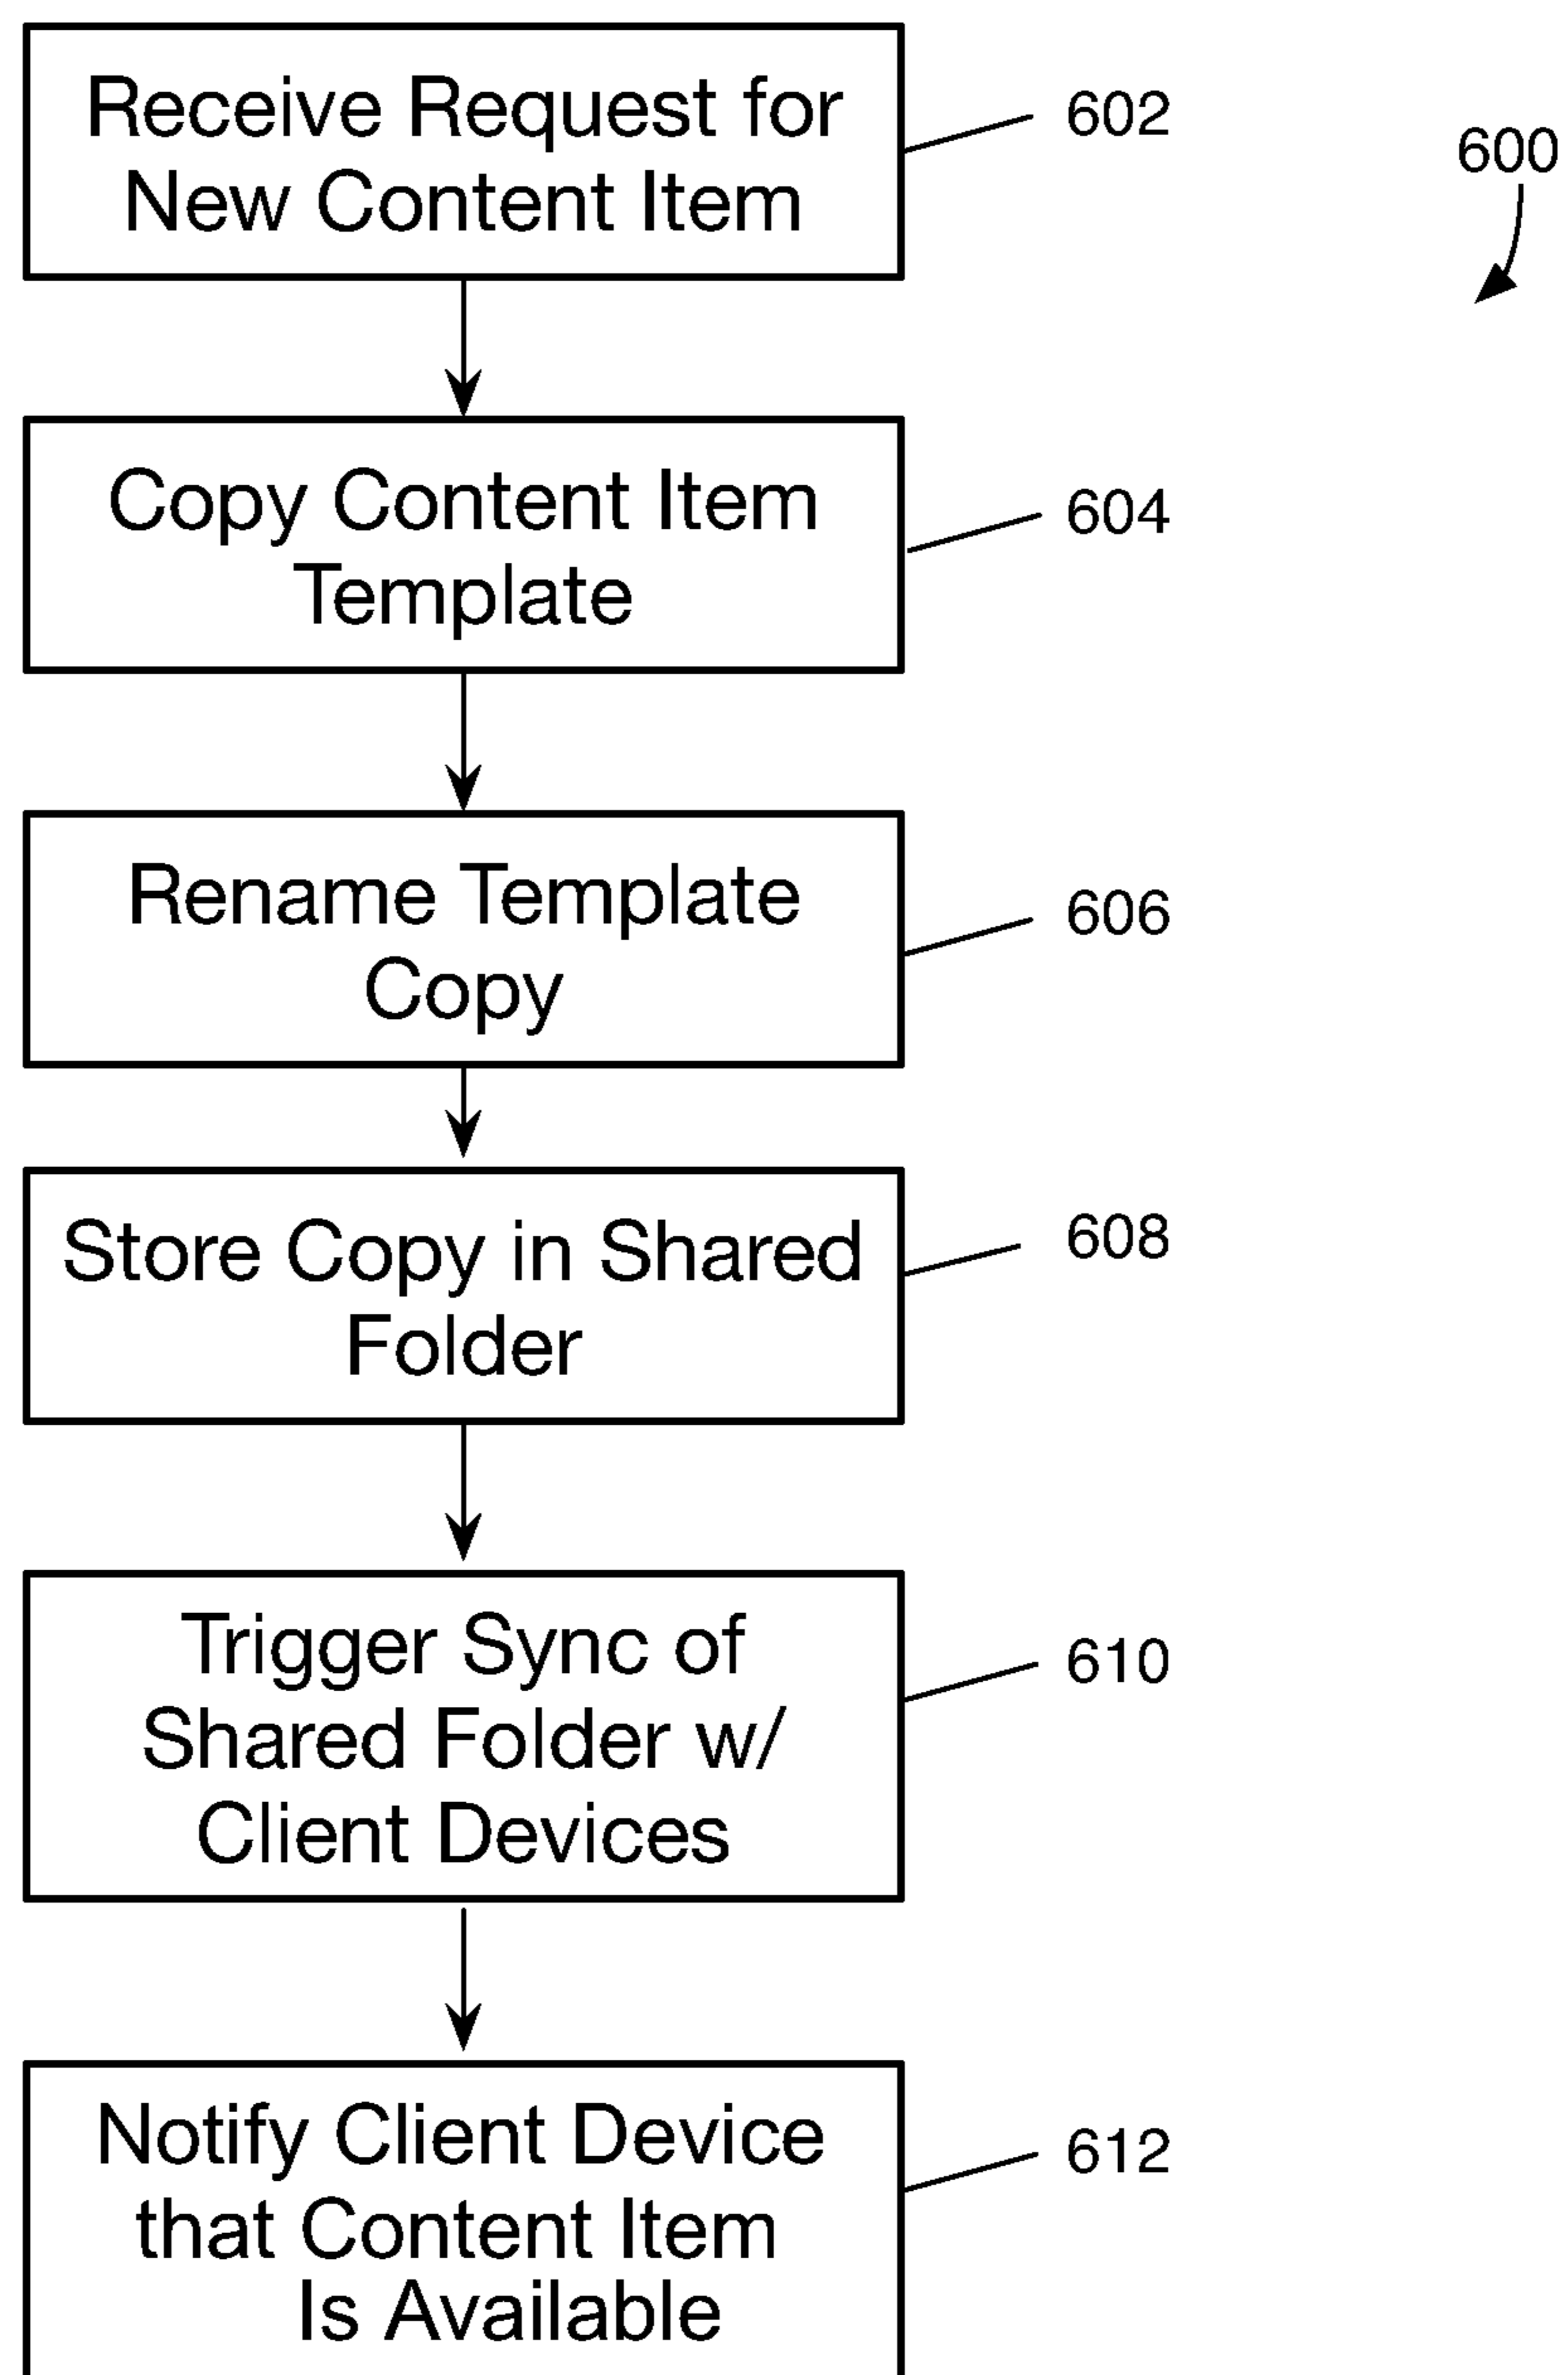 Receive Request for
New Content Item
602
600
Copy Content Item
Template
604
Rename Template
Copy
606
Store Copy in Shared
Folder
608
Trigger Sync of
Shared Folder w/
Client Devices
610
Notify Client Device
that Content Item
Is Available
612